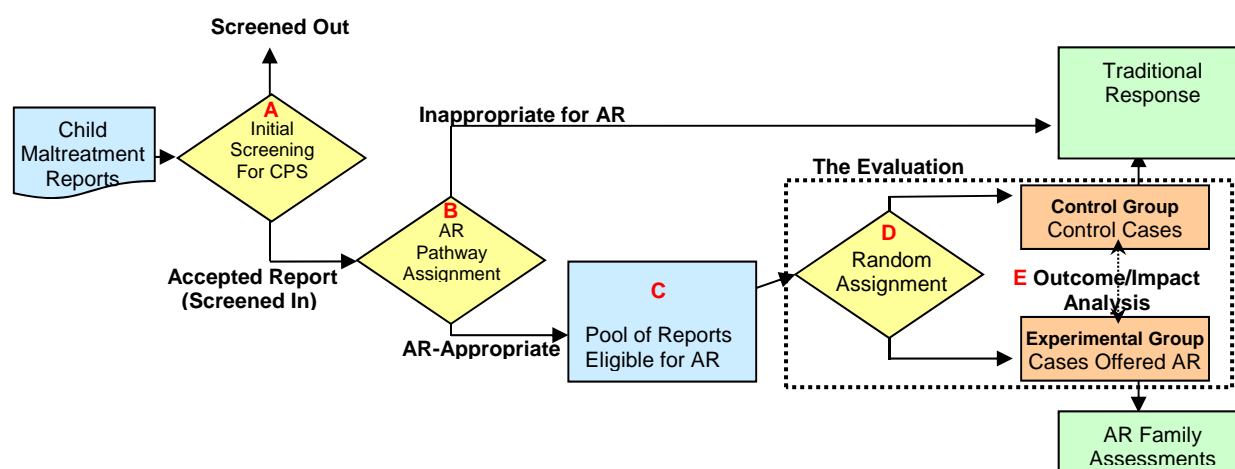 Screened Out
Child
Maltreatment
Reports
A
Initial
Screening
For CPS
Accepted Report
(Screened In)
Inappropriate for AR
B
AR
Pathway
Assignment
AR-Appropriate
C
Pool of Reports
Eligible for AR
The Evaluation
D
Random
Assignment
Traditional
Response
Control Group
Control Cases
E Outcome/Impact
Analysis
Experimental Group
Cases Offered AR
AR Family
Assessments